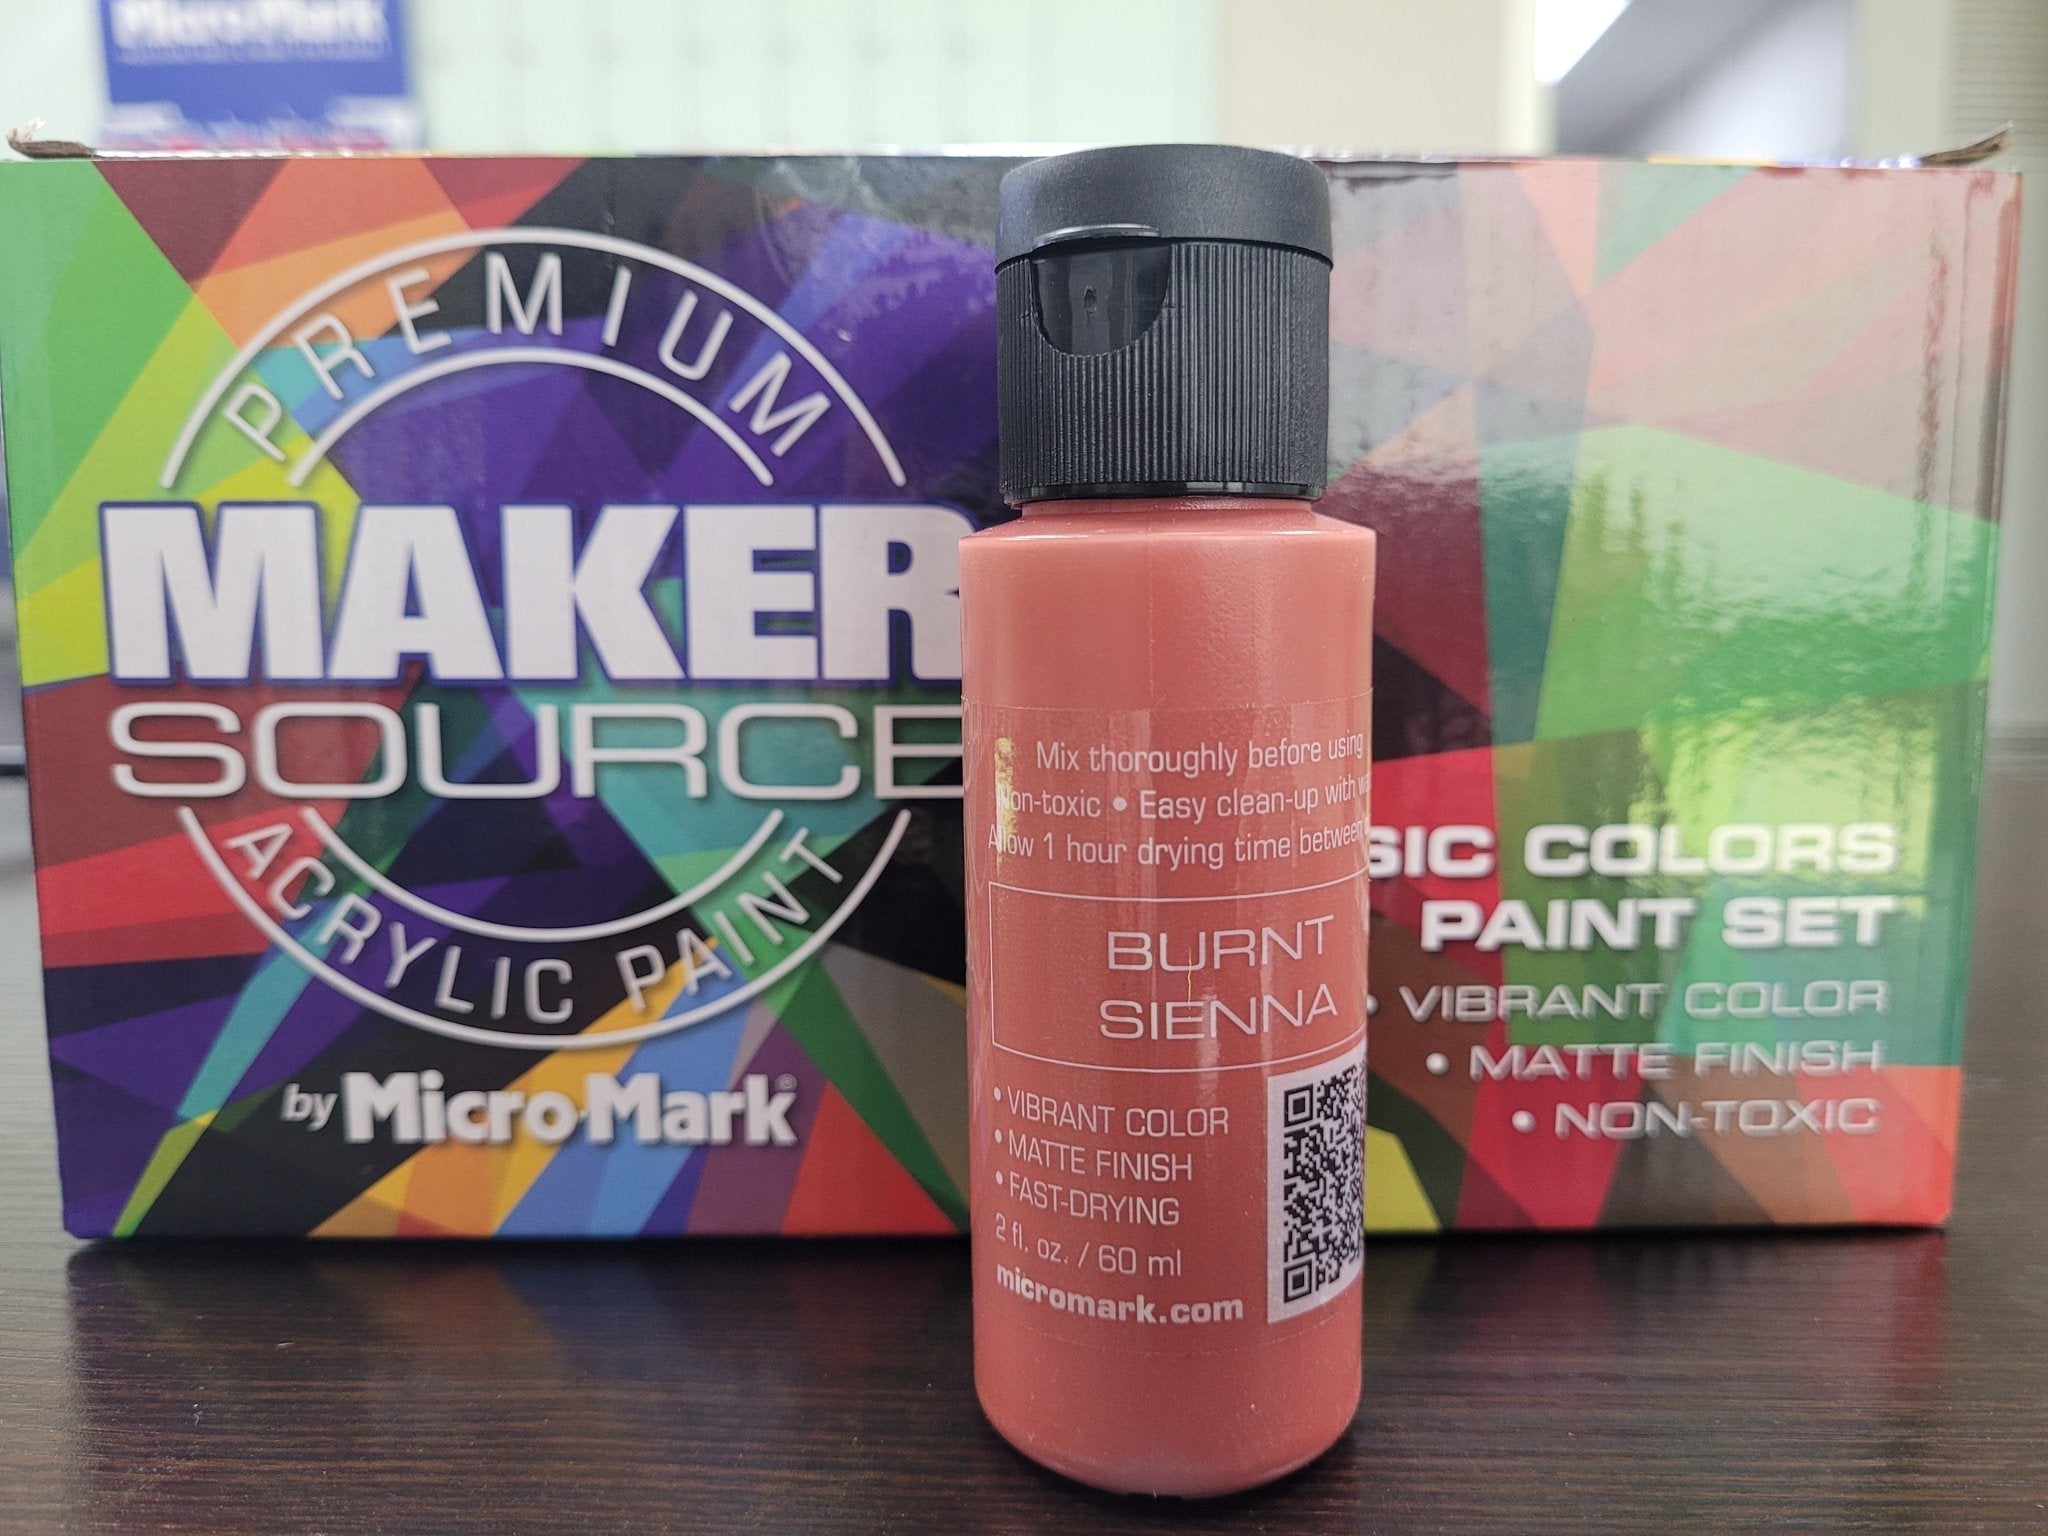 MicroMark
PREMIUM
MAKER
SOURCE
ACRYLIC PAINT
by Micro-Mark®
Mix thoroughly before using
Non-toxic • Easy clean-up with
Allow 1 hour drying time between
BURNT
SIENNA
• VIBRANT COLOR
• MATTE FINISH
• FAST-DRYING
2 fl. oz. / 60 ml
micromark.com
SIC COLORS
PAINT SET
• VIBRANT COLOR
• MATTE FINISH
• NON-TOXIC